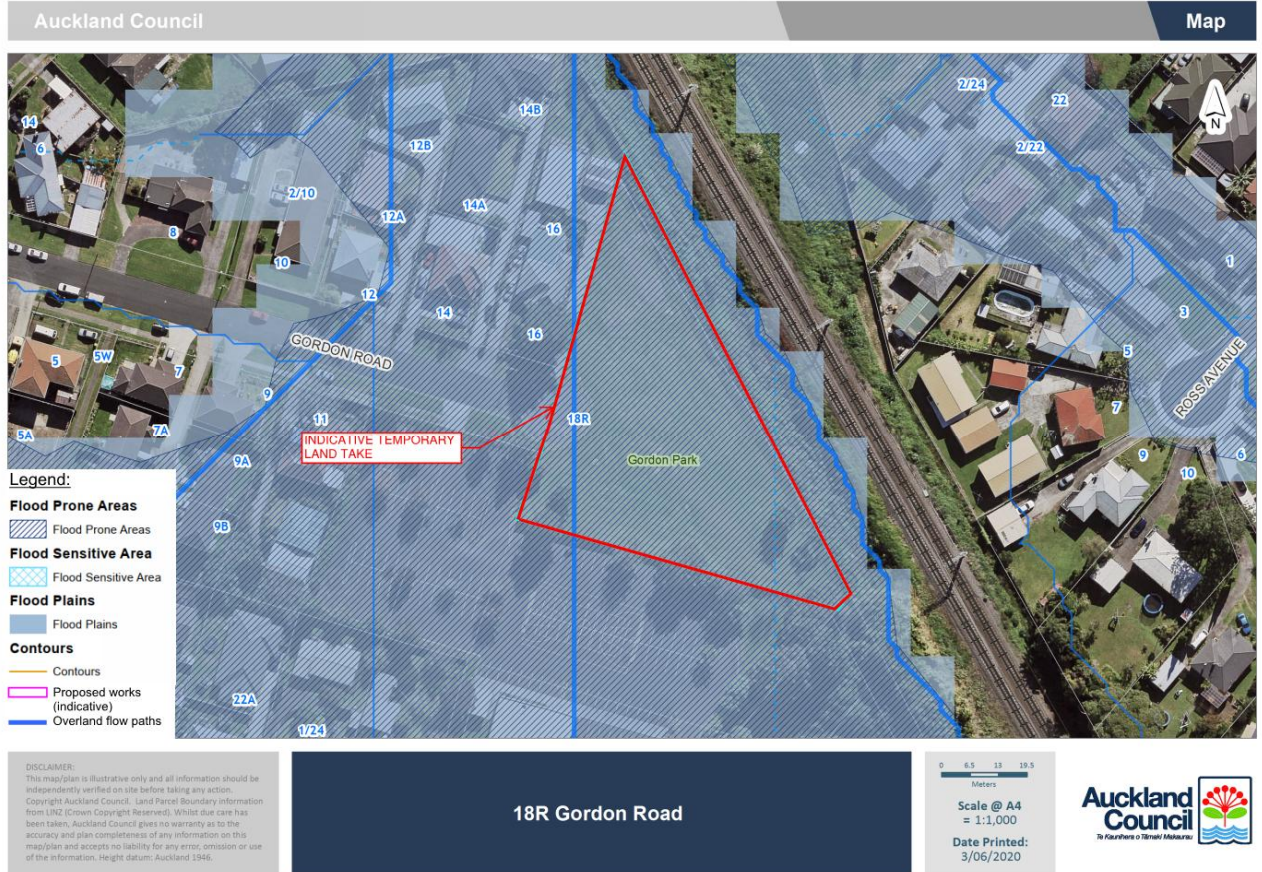 Auckland Council
Map
14
6
8
2/10
10
12
12A
12B
14B
14A
14
16
16
18R
2/24
22
2/22
1
3
5
7
9
10
6
ROSS AVENUE
N
5
5W
7
5A
7A
9
9A
9B
11
22A
1/24
GORDON ROAD
INDICATIVE TEMPORARY
LAND TAKE
Gordon Park
Legend:
Flood Prone Areas
Flood Prone Areas
Flood Sensitive Area
Flood Sensitive Area
Flood Plains
Flood Plains
Contours
Contours
Proposed works
(indicative)
Overland flow paths
DISCLAIMER:
This map/plan is illustrative only and all information should be
independently verified on site before taking any action.
Copyright Auckland Council. Land Parcel Boundary information
from LINZ (Crown Copyright Reserved). Whilst due care has
been taken, Auckland Council gives no warranty as to the
accuracy and plan completeness of any information on this
map/plan and accepts no liability for any error, omission or use
of the information. Height datum: Auckland 1946.
18R Gordon Road
0 6.5 13 19.5
Meters
Scale @ A4
= 1:1,000
Date Printed:
3/06/2020
Auckland
Council
Te Kaunihera o Tāmaki Makaurau